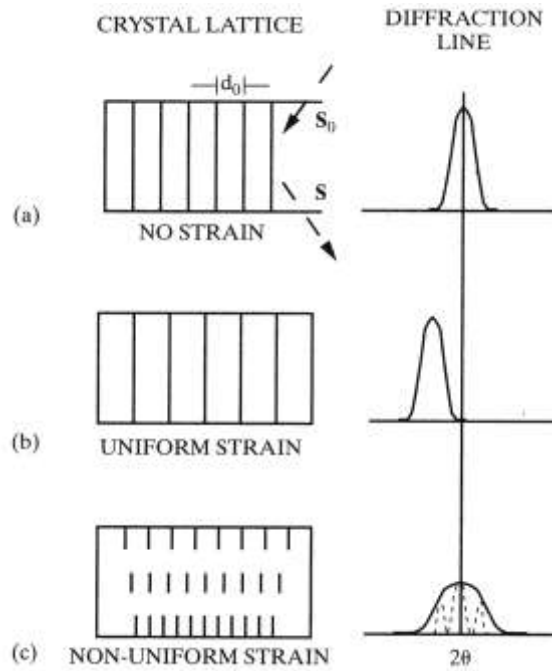 CRYSTAL LATTICE
DIFFRACTION
LINE
d₀
S₀
S
(a)
NO STRAIN
(b)
UNIFORM STRAIN
(c)
NON-UNIFORM STRAIN
2θ